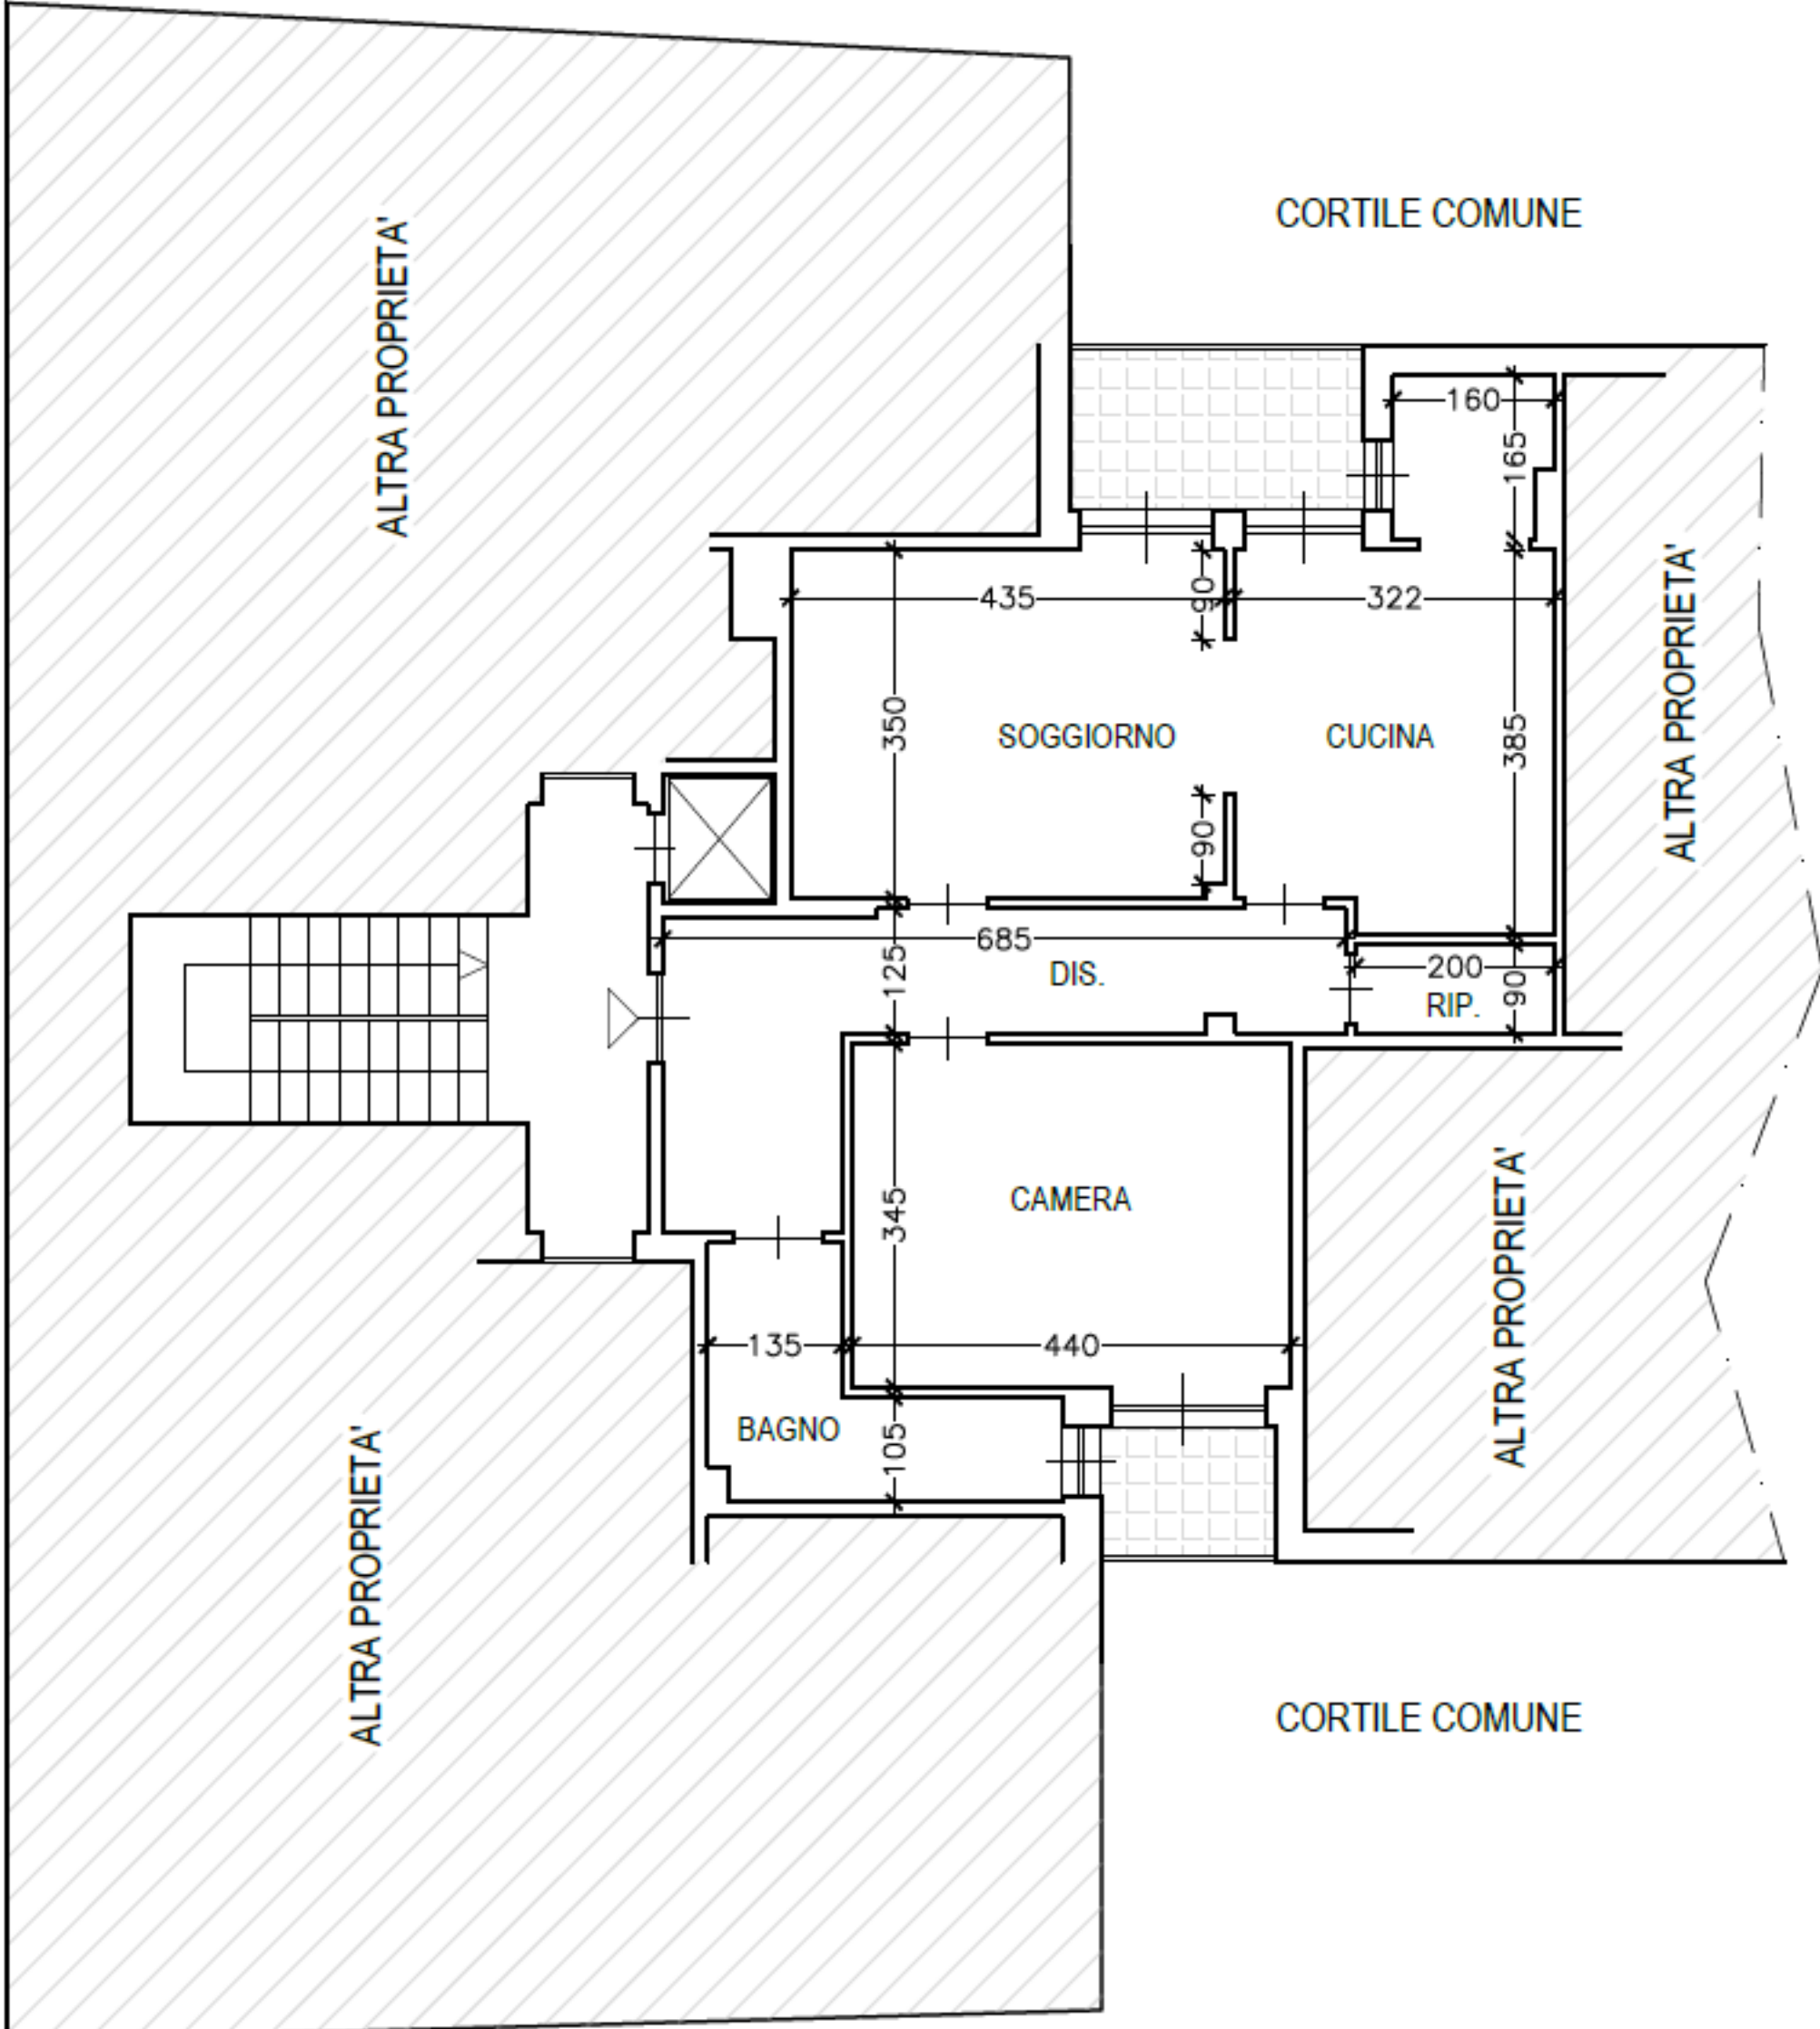 CORTILE COMUNE
ALTRA PROPRIETA'
160
165
435
90
322
ALTRA PROPRIETA'
350
SOGGIORNO
CUCINA
385
90
685
125
DIS.
200
RIP.
90
345
CAMERA
ALTRA PROPRIETA'
135
440
BAGNO
105
ALTRA PROPRIETA'
CORTILE COMUNE